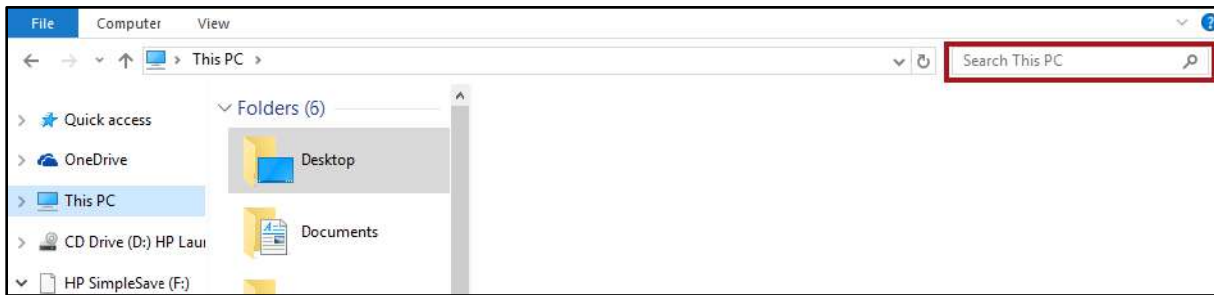 File Computer View
This PC
Search This PC
Quick access
OneDrive
This PC
CD Drive (D:) HP Lau
HP SimpleSave (F:)
Folders (6)
Desktop
Documents